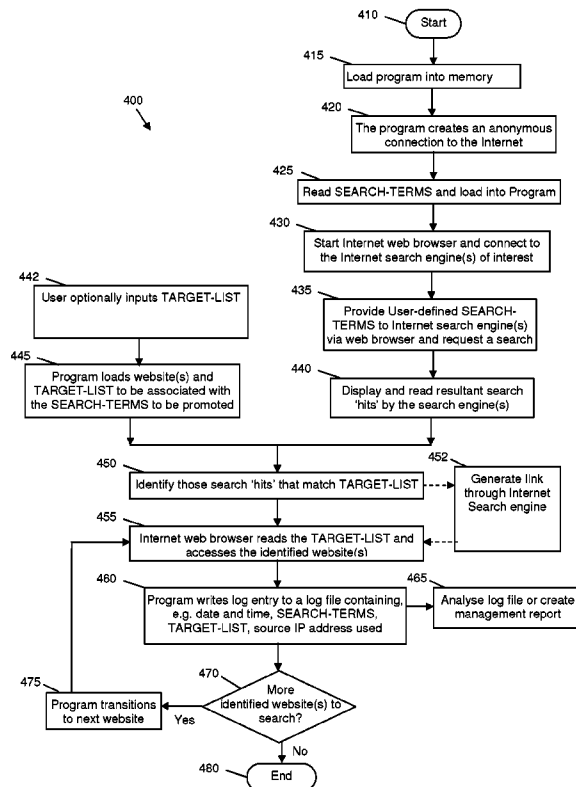 410
Start
415
Load program into memory
400
420
The program creates an anonymous
connection to the Internet
425
Read SEARCH-TERMS and load into Program
430
Start Internet web browser and connect to
the Internet search engine(s) of interest
442
User optionally inputs TARGET-LIST
435
Provide User-defined SEARCH-
TERMS to Internet search engine(s)
via web browser and request a search
445
Program loads website(s) and
TARGET-LIST to be associated with
the SEARCH-TERMS to be promoted
440
Display and read resultant search
'hits' by the search engine(s)
450
Identify those search 'hits' that match TARGET-LIST
452
Generate link
through Internet
Search engine
455
Internet web browser reads the TARGET-LIST and
accesses the identified website(s)
460
Program writes log entry to a log file containing,
e.g. date and time, SEARCH-TERMS,
TARGET-LIST, source IP address used
465
Analyse log file or create
management report
470
More
identified website(s) to
search?
475
Program transitions
to next website
Yes
No
480
End